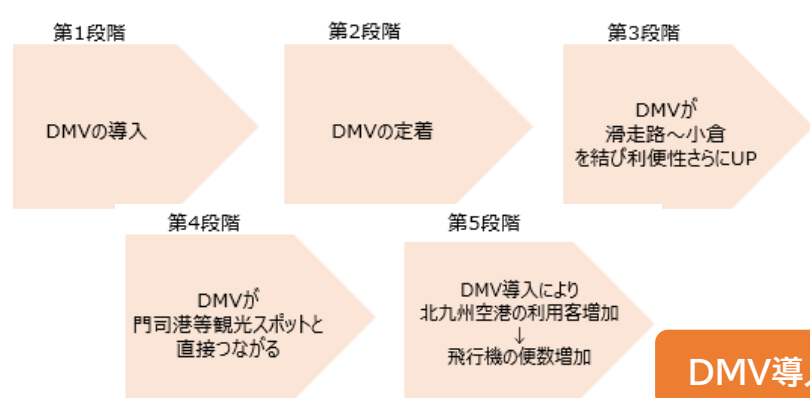 第1段階
DMVの導入
第2段階
DMVの定着
第3段階
DMVが
滑走路～小倉
を結び利便性さらにUP
第4段階
DMVが
門司港等観光スポットと
直接つながる
第5段階
DMV導入により
北九州空港の利用客増加
↓
飛行機の便数増加
DMV導